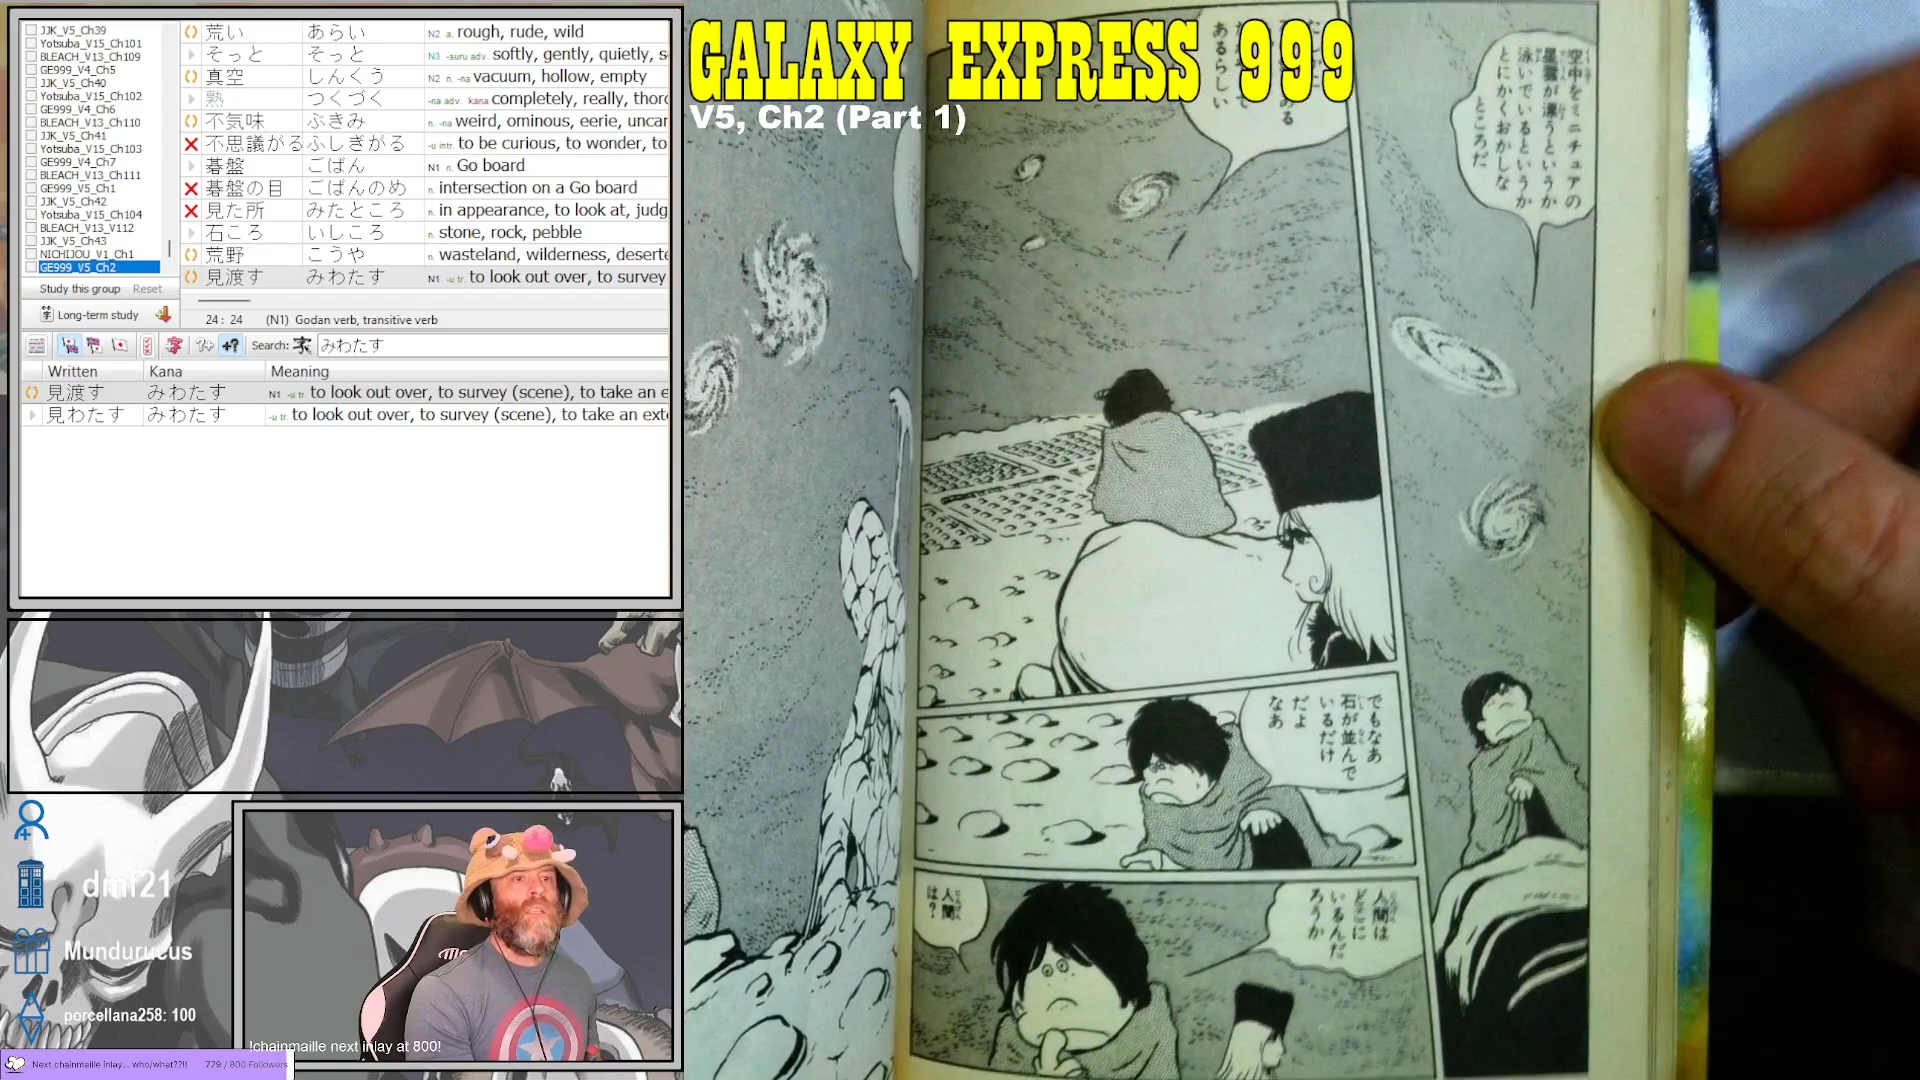 JJK_V5_Ch39
Yotsuba_V15_Ch101
BLEACH_V13_Ch109
GE999_V4_Ch5
JJK_V5_Ch40
Yotsuba_V15_Ch102
GE999_V4_Ch6
BLEACH_V13_Ch110
JJK_V5_Ch41
Yotsuba_V15_Ch103
GE999_V4_Ch7
BLEACH_V13_Ch111
GE999_V5_Ch1
JJK_V5_Ch42
Yotsuba_V15_Ch104
BLEACH_V13_V112
JJK_V5_Ch43
NICHIJOU_V1_Ch1
GE999_V5_Ch2
Study this group Reset
Long-term study
荒い あらい N2 a. rough, rude, wild
そっと そっと N3 -suru adv. softly, gently, quietly, s
真空 しんくう N2 n. -na vacuum, hollow, empty
熟 つくづく -na adv. kana completely, really, thoro
不気味 ぶきみ n. -na weird, ominous, eerie, uncan
不思議がる ふしぎがる -u intr. to be curious, to wonder, to
碁盤 ごばん N1 n. Go board
碁盤の目 ごばんのめ n. intersection on a Go board
見た所 みたところ n. in appearance, to look at, judg
石ころ いしころ n. stone, rock, pebble
荒野 こうや n. wasteland, wilderness, deserte
見渡す みわたす N1 -u tr. to look out over, to survey
24: 24 (N1) Godan verb, transitive verb
Search: みわたす
Written Kana Meaning
見渡す みわたす N1 -u tr. to look out over, to survey (scene), to take an e
見わたす みわたす -u tr. to look out over, to survey (scene), to take an exte
GALAXY EXPRESS 999
V5, Ch2 (Part 1)
空中をミニチュアの
星雲が漂うというか
泳いでいるというか
とにかくおかしな
ところだ
あるらしい
でもなあ
石が並んで
いるだけ
だよ
なあ
人間は
どこに
いるんだ
ろうか
人間
は?
dmf21
Mundurucus
porcellana258: 100
!chainmaille next inlay at 800!
Next chainmaille inlay... who/what??!! 779 / 800 Followers